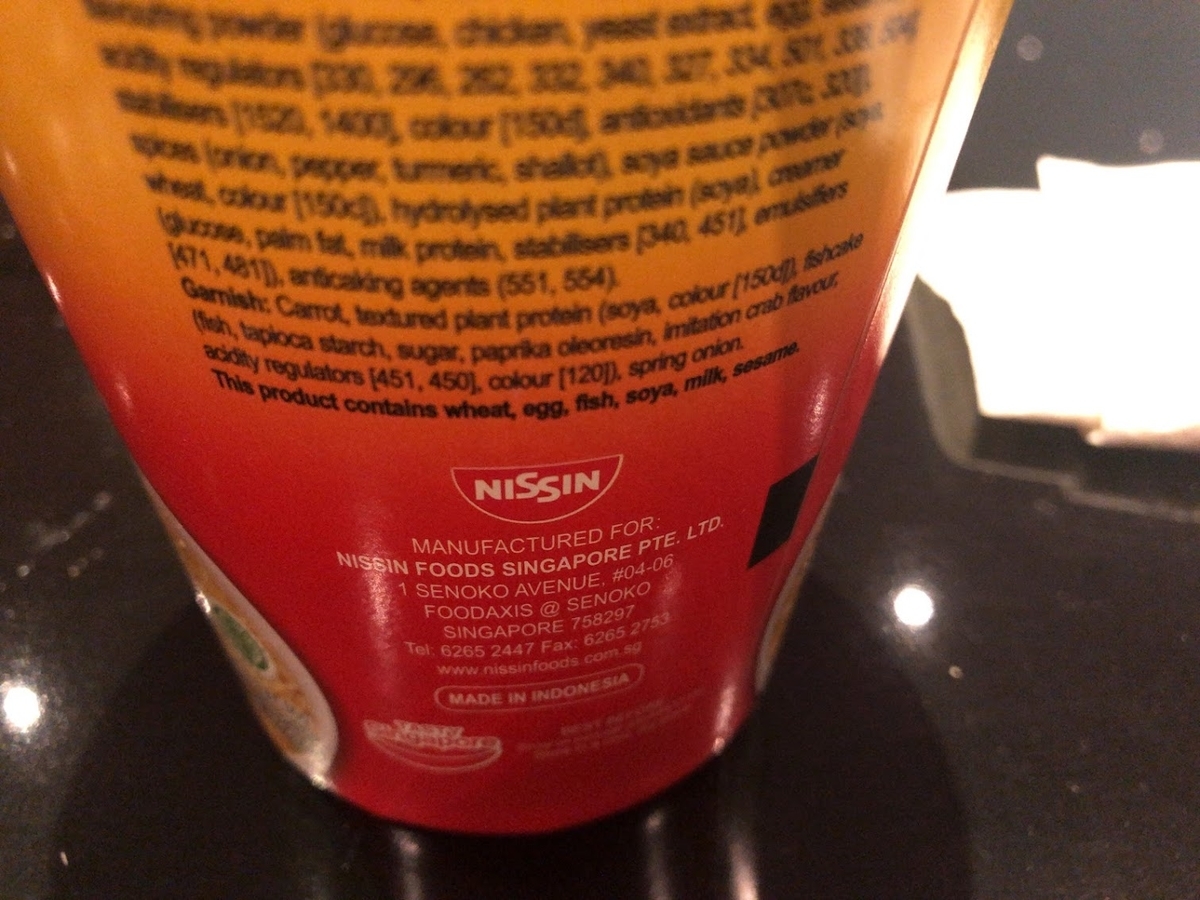 powder (glucose, chicken, yeast extract, egg,
acidity regulators [330, 296, 262, 332, 340, 327, 334, 501,
stabilisers [1520, 1400], colour [150d], antioxidants
spices (onion, pepper, turmeric, shallot), soya sauce powder (soya,
wheat, colour [150d]), hydrolysed plant protein (soya), creamer
(glucose, palm fat, milk protein, stabilisers [340, 451], emulsifiers
[471, 481]), anticaking agents (551, 554).
Garnish: Carrot, textured plant protein (soya, colour [150d]), fishcake
(fish, tapioca starch, sugar, paprika oleoresin, imitation crab flavour,
acidity regulators [451, 450], colour [120]), spring onion.
This product contains wheat, egg, fish, soya, milk, sesame.
NISSIN
MANUFACTURED FOR:
NISSIN FOODS SINGAPORE PTE. LTD.
1 SENOKO AVENUE, #04-06
FOODAXIS @ SENOKO
SINGAPORE 758297
Tel: 6265 2447 Fax: 6265 2753
www.nissinfoods.com.sg
MADE IN INDONESIA
TASTY
Singapore